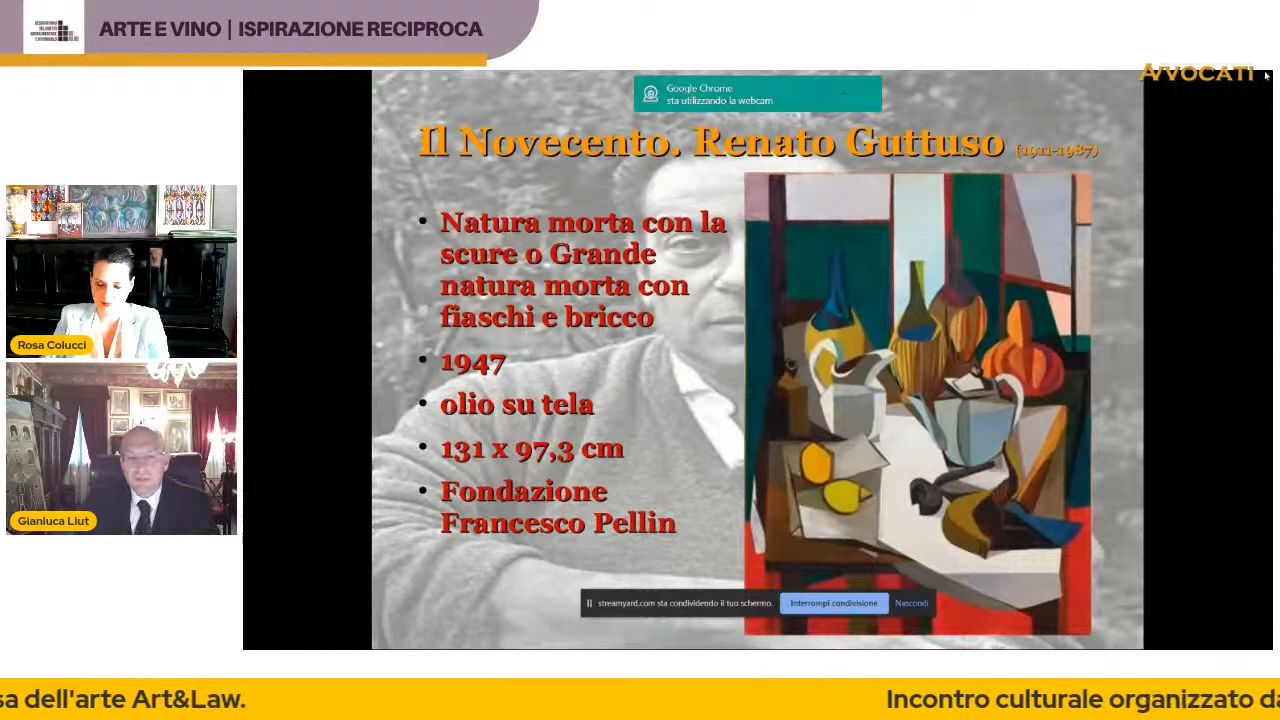 ARTE E VINO | ISPIRAZIONE RECIPROCA
AVVOCATI
Google Chrome
sta utilizzando la webcam
Il Novecento. Renato Guttuso (1911-1987)
• Natura morta con la
scure o Grande
natura morta con
fiaschi e bricco
• 1947
• olio su tela
• 131 x 97,3 cm
• Fondazione
Francesco Pellin
Rosa Colucci
Gianluca Liut
streamyard.com sta condividendo il tuo schermo.
Interrompi condivisione
Nascondi
sa dell'arte Art&Law.
Incontro culturale organizzato da